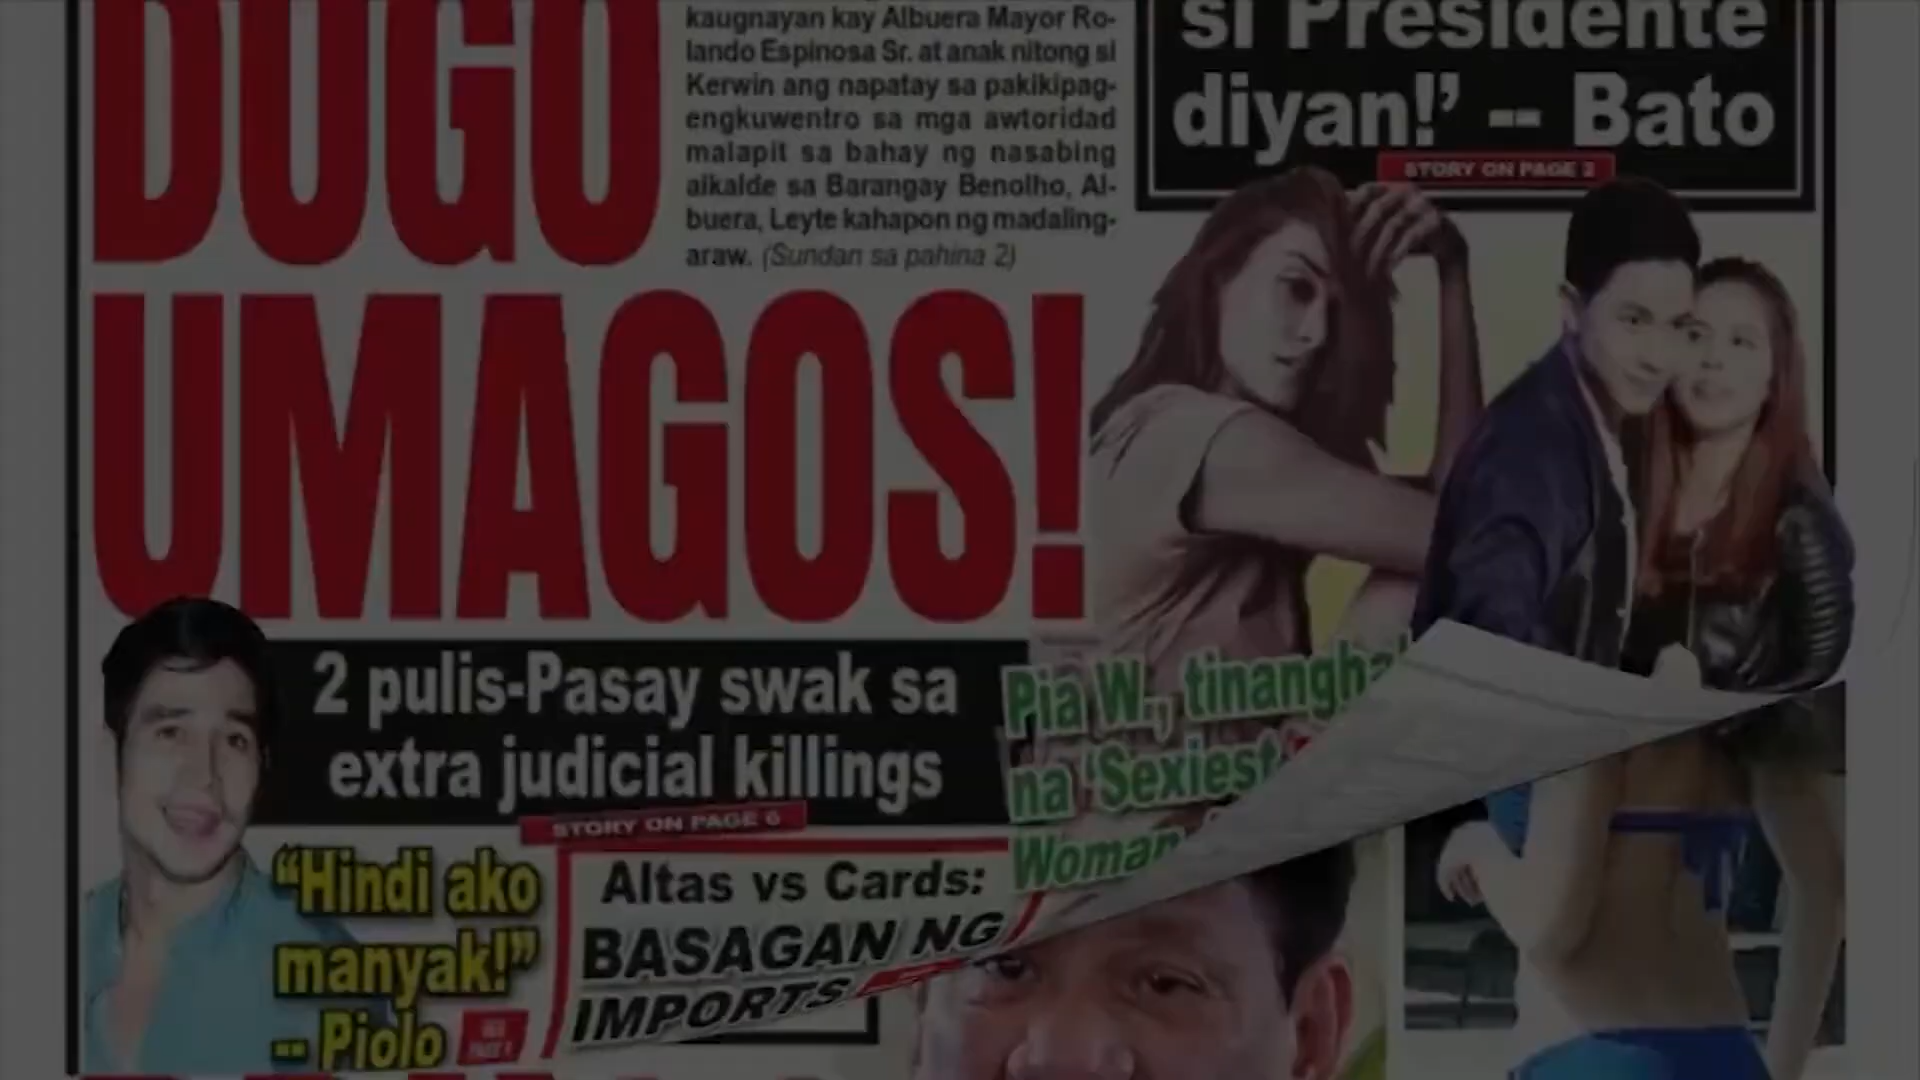 DUGO
UMAGOS!
kaugnayan kay Albuera Mayor Ro-
lando Espinosa Sr. at anak nitong si
Kerwin ang napatay sa pakikipag-
engkuwentro sa mga awtoridad
malapit sa bahay ng nasabing
alkalde sa Barangay Benolho, Al-
buera, Leyte kahapon ng madaling-
araw. (Sundan sa pahina 2)
si Presidente
diyan!’ -- Bato
STORY ON PAGE 2
2 pulis-Pasay swak sa
extra judicial killings
STORY ON PAGE 6
“Hindi ako
manyak!”
-- Piolo
Altas vs Cards:
BASAGAN NG
IMPORTS
Pia W., tinangha
na ‘Sexiest
Woman